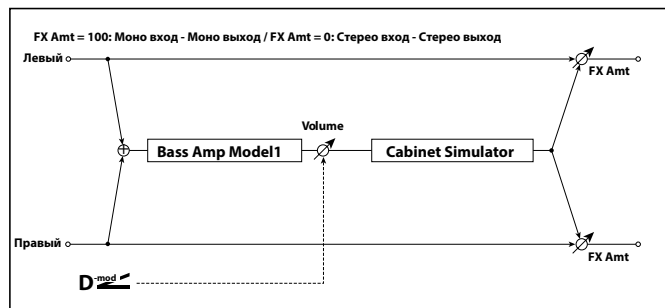 FX Amt = 100: Моно вход - Моно выход / FX Amt = 0: Стерео вход - Стерео выход
Левый
FX Amt
Volume
Bass Amp Model1
Cabinet Simulator
Правый
FX Amt
D-mod